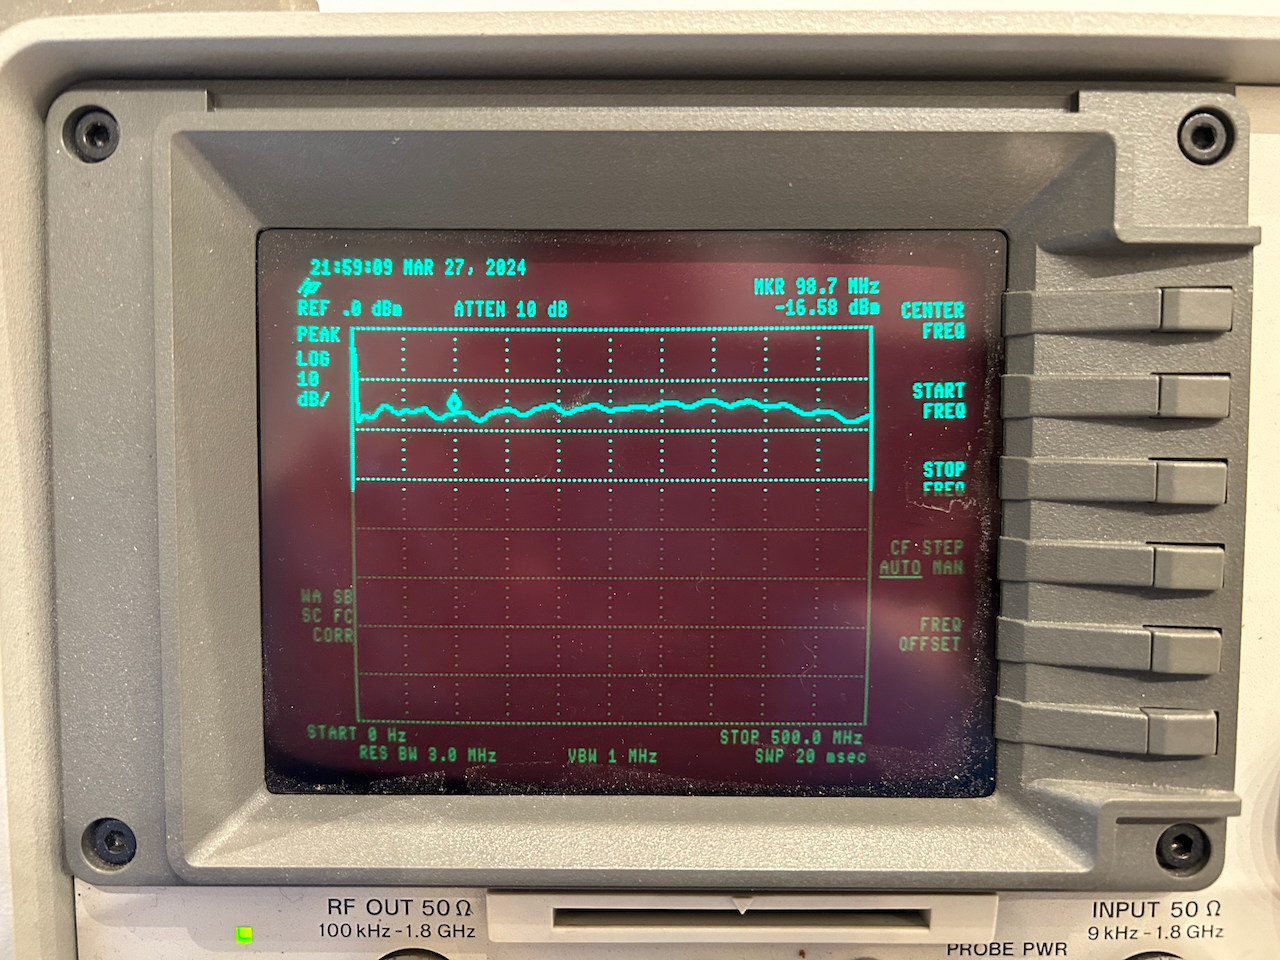 21:59:09 MAR 27, 2024
hp
MKR 98.7 MHz
REF .0 dBm ATTEN 10 dB -16.58 dBm
PEAK
LOG
10
dB/
WA SB
SC FC
CORR
START 0 Hz STOP 500.0 MHz
RES BW 3.0 MHz VBW 1 MHz SWP 20 msec
CENTER
FREQ
START
FREQ
STOP
FREQ
CF STEP
AUTO MAN
FREQ
OFFSET
RF OUT 50 Ω
100 kHz-1.8 GHz
INPUT 50 Ω
9 kHz-1.8 GHz
PROBE PWR